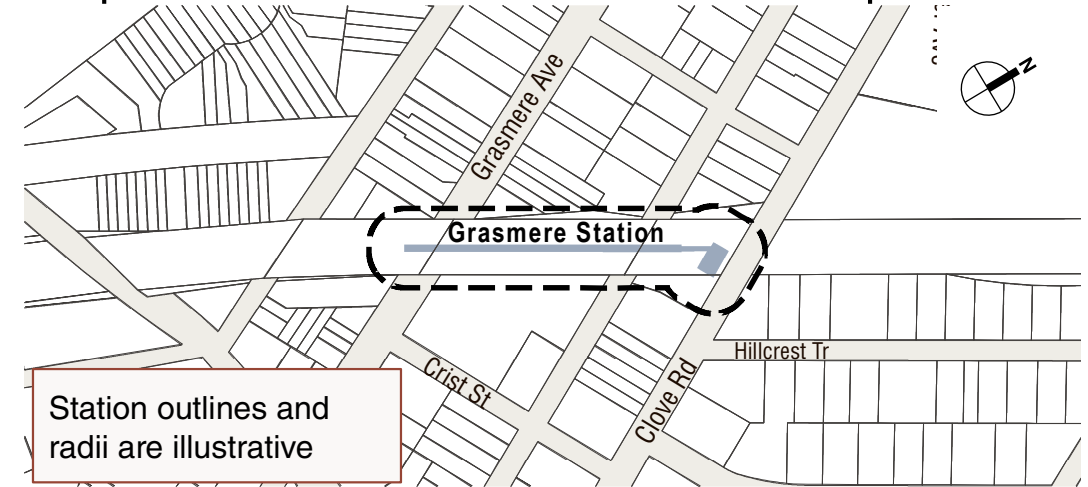 N
Grasmere Ave
Grasmere Station
Hillcrest Tr
Crist St
Clove Rd
Station outlines and
radii are illustrative